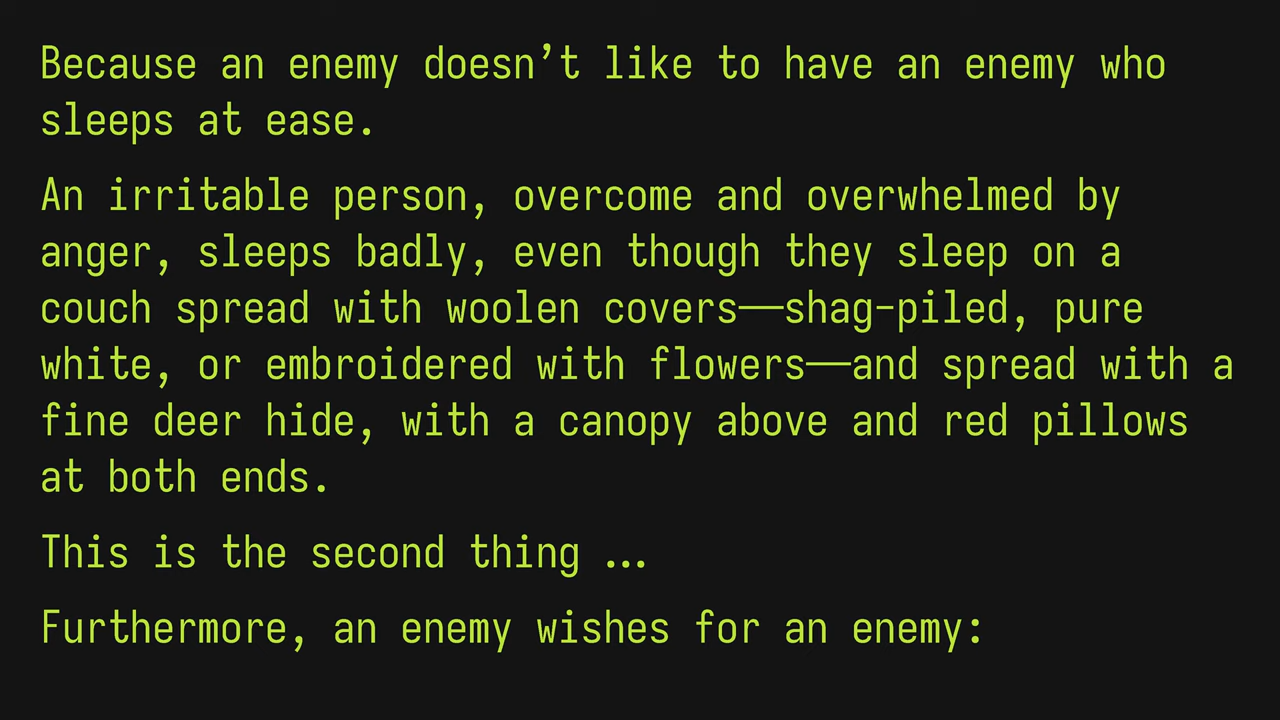 Because an enemy doesn’t like to have an enemy who
sleeps at ease.
An irritable person, overcome and overwhelmed by
anger, sleeps badly, even though they sleep on a
couch spread with woolen covers—shag-piled, pure
white, or embroidered with flowers—and spread with a
fine deer hide, with a canopy above and red pillows
at both ends.
This is the second thing …
Furthermore, an enemy wishes for an enemy: